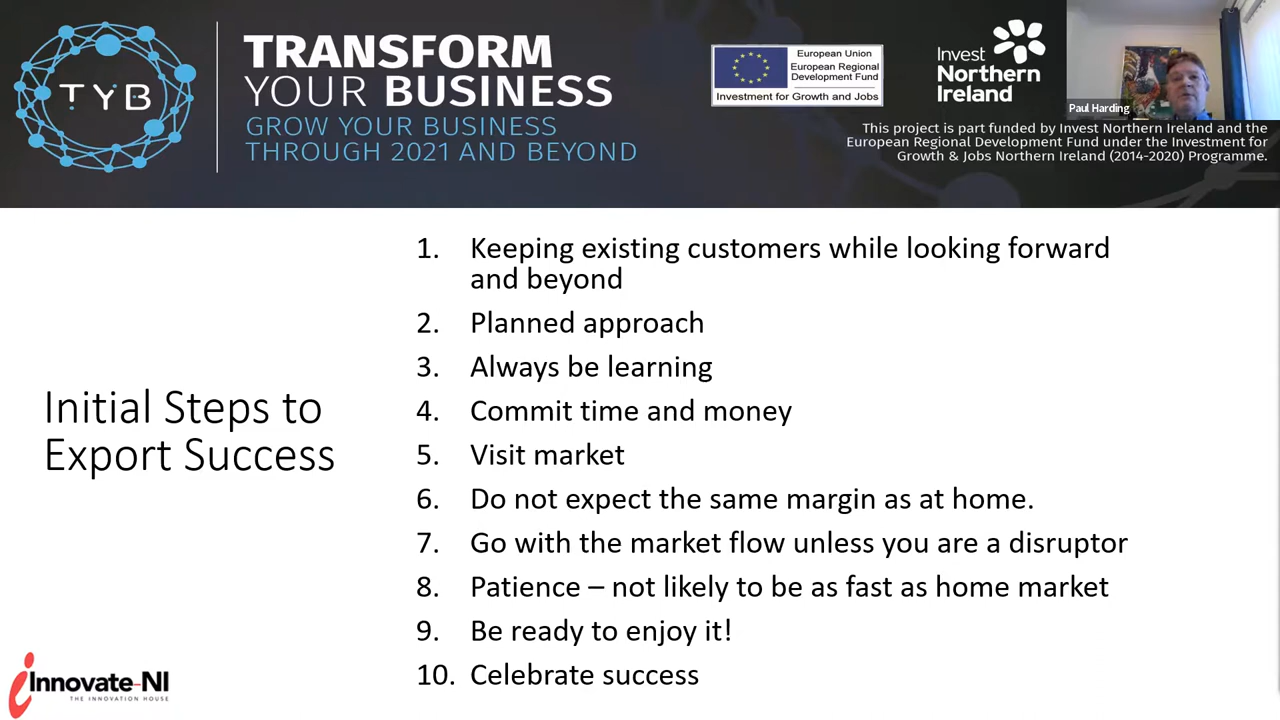 TYB
TRANSFORM
YOUR BUSINESS
GROW YOUR BUSINESS
THROUGH 2021 AND BEYOND
European Union
European Regional
Development Fund
Investment for Growth and Jobs
Invest
Northern
Ireland
Paul Harding
This project is part funded by Invest Northern Ireland and the
European Regional Development Fund under the Investment for
Growth & Jobs Northern Ireland (2014-2020) Programme.
Initial Steps to
Export Success
1. Keeping existing customers while looking forward
and beyond
2. Planned approach
3. Always be learning
4. Commit time and money
5. Visit market
6. Do not expect the same margin as at home.
7. Go with the market flow unless you are a disruptor
8. Patience – not likely to be as fast as home market
9. Be ready to enjoy it!
10. Celebrate success
innovate-NI
THE INNOVATION HOUSE